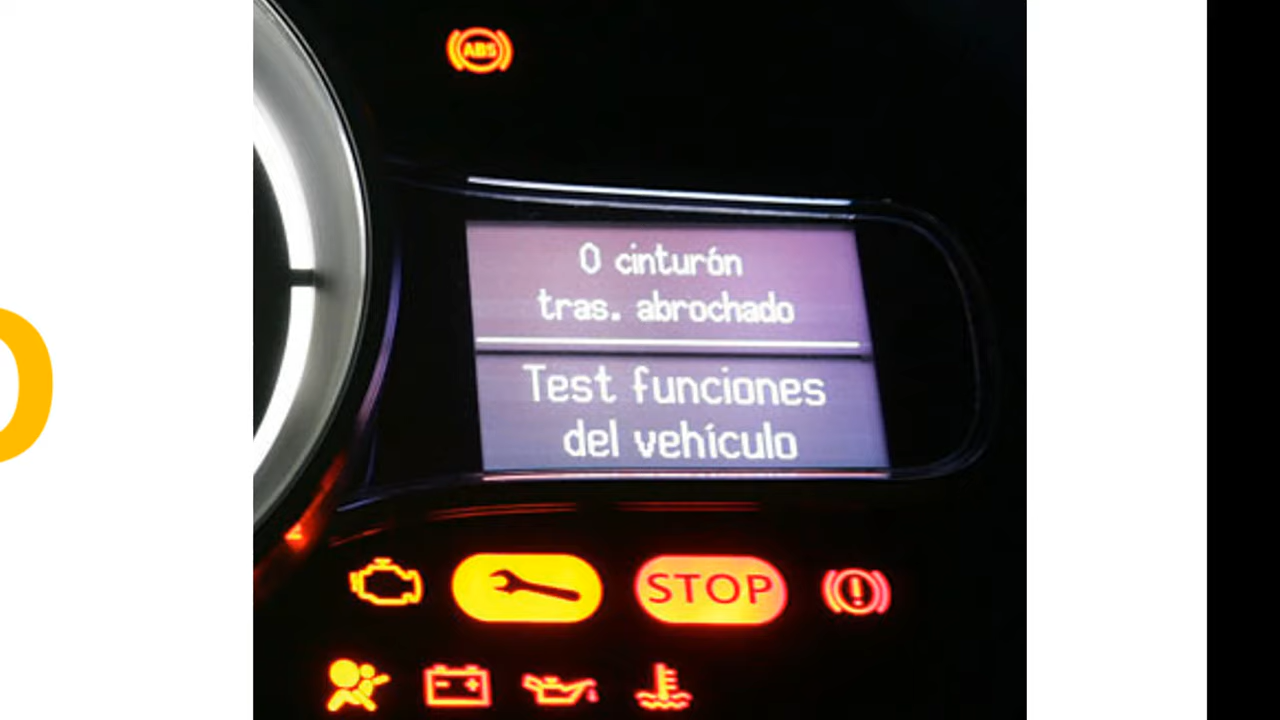 ABS
0 cinturón
tras. abrochado
Test funciones
del vehículo
STOP